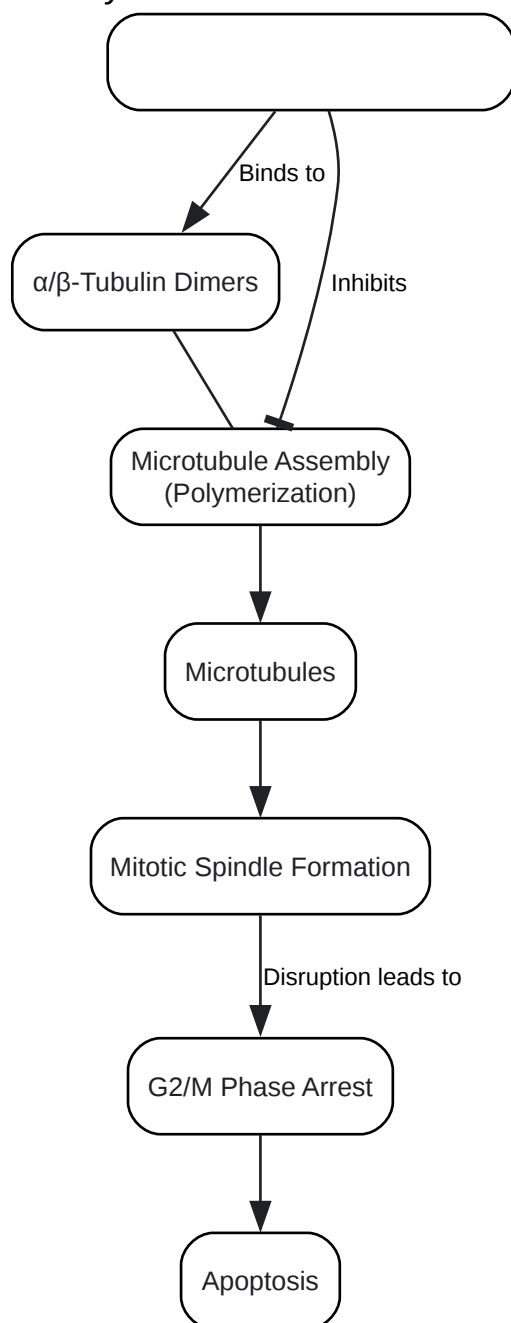 Binds to
α/β-Tubulin Dimers
Inhibits
Microtubule Assembly
(Polymerization)
Microtubules
Mitotic Spindle Formation
Disruption leads to
G2/M Phase Arrest
Apoptosis